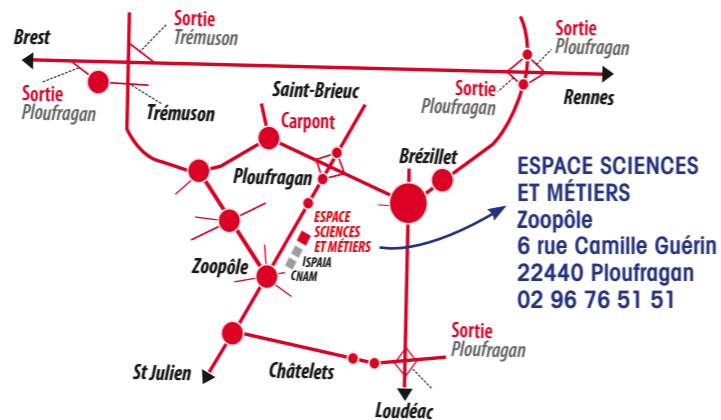 Sortie
Trémuson
Brest
Sortie
Ploufragan
Sortie
Ploufragan
Sortie
Ploufragan
Rennes
Trémuson
Saint-Brieuc
Carpont
Ploufragan
Brézillet
ESPACE
SCIENCES
ET MÉTIERS
ISPAIA
CNAM
Zoopôle
ESPACE SCIENCES
ET MÉTIERS
Zoopôle
6 rue Camille Guérin
22440 Ploufragan
02 96 76 51 51
Sortie
Ploufragan
St Julien
Châtelets
Loudéac